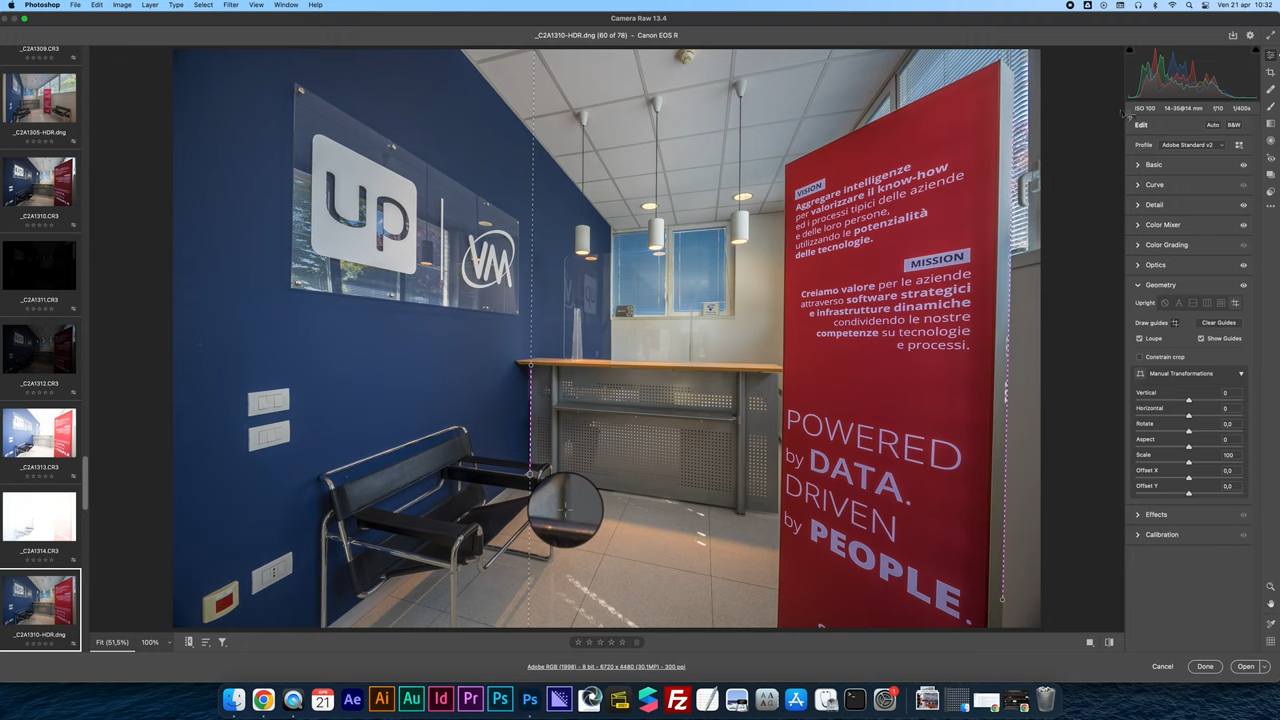 Photoshop File Edit Image Layer Type Select Filter View Window Help
Ven 21 apr 10:32
Camera Raw 13.4
_C2A1310-HDR.dng (60 of 78) - Canon EOS R
_C2A1309.CR3
_C2A1305-HDR.dng
_C2A1310.CR3
_C2A1311.CR3
_C2A1312.CR3
_C2A1313.CR3
_C2A1314.CR3
_C2A1310-HDR.dng
up
VM
VISION
Aggregare intelligenze
per valorizzare il know-how
ed i processi tipici delle aziende
e delle loro persone,
utilizzando le potenzialità
delle tecnologie.
MISSION
Creiamo valore per le aziende
attraverso software strategici
e infrastrutture dinamiche
condividendo le nostre
competenze su tecnologie
e processi.
POWERED
by DATA.
DRIVEN
by PEOPLE.
ISO 100 14-35@14 mm f/10 1/400s
Edit Auto B&W
Profile Adobe Standard v2
Basic
Curve
Detail
Color Mixer
Color Grading
Optics
Geometry
Upright
Draw guides Clear Guides
Loupe Show Guides
Constrain crop
Manual Transformations
Vertical 0
Horizontal 0
Rotate 0,0
Aspect 0
Scale 100
Offset X 0,0
Offset Y 0,0
Effects
Calibration
Fit (51,5%) 100%
Adobe RGB (1998) - 8 bit - 6720 x 4480 (30.1MP) - 300 ppi
Cancel Done Open
APR
21
Ae Ai Au Id Pr Ps Ps
2021
Fz
1